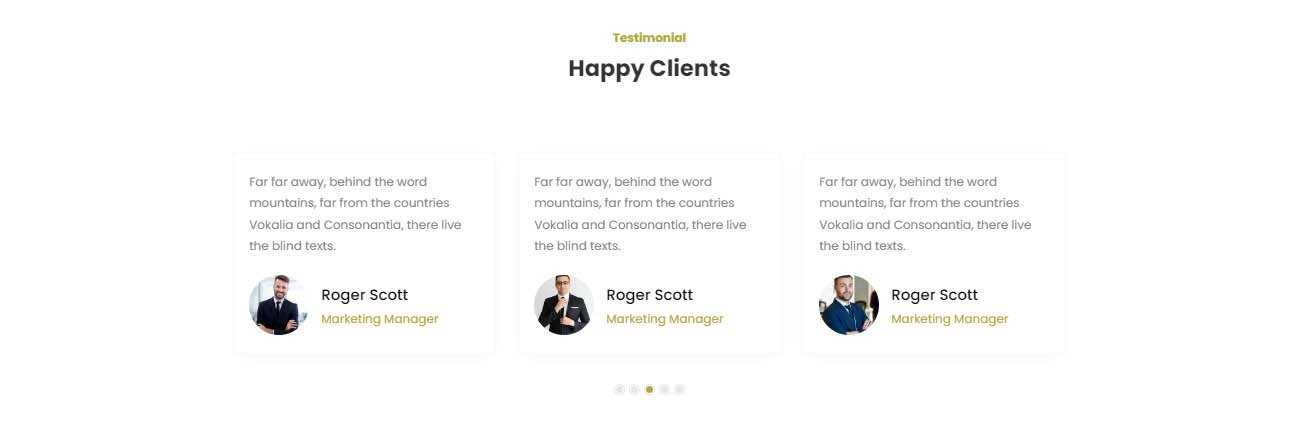 Testimonial
Happy Clients
Far far away, behind the word
mountains, far from the countries
Vokalia and Consonantia, there live
the blind texts.
Roger Scott
Marketing Manager
Far far away, behind the word
mountains, far from the countries
Vokalia and Consonantia, there live
the blind texts.
Roger Scott
Marketing Manager
Far far away, behind the word
mountains, far from the countries
Vokalia and Consonantia, there live
the blind texts.
Roger Scott
Marketing Manager